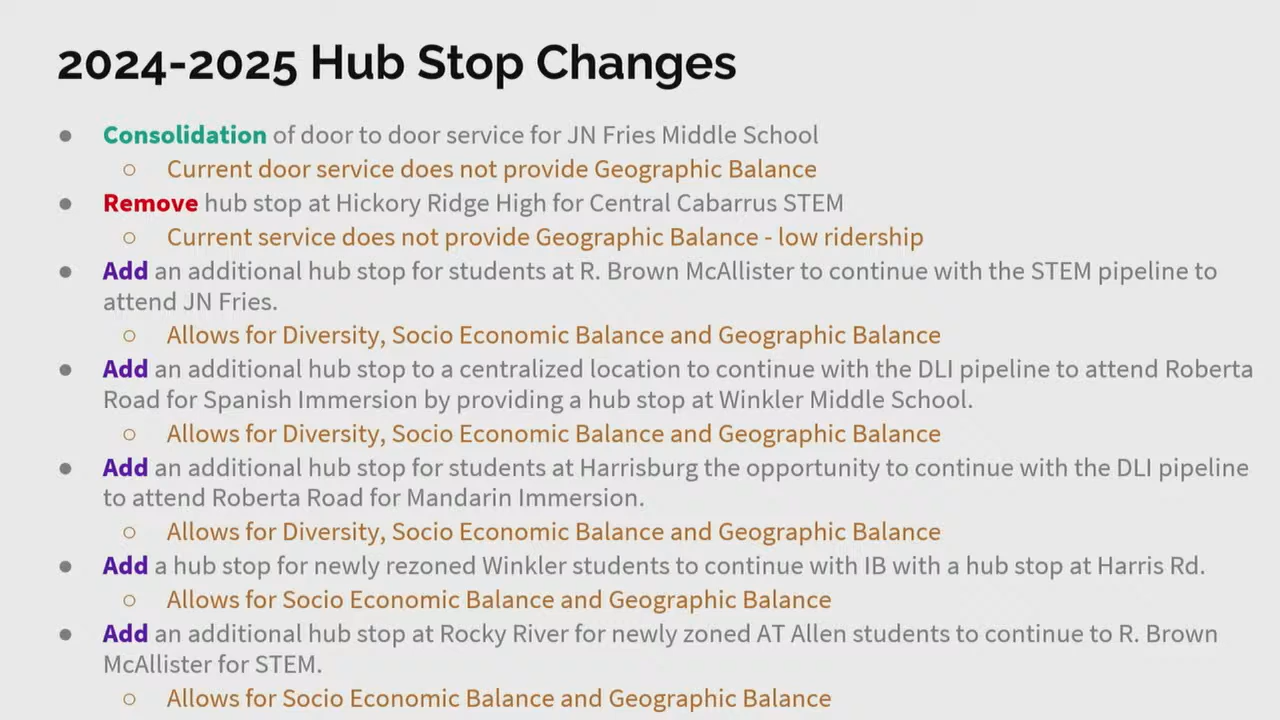 2024-2025 Hub Stop Changes
● Consolidation of door to door service for JN Fries Middle School
○ Current door service does not provide Geographic Balance
● Remove hub stop at Hickory Ridge High for Central Cabarrus STEM
○ Current service does not provide Geographic Balance - low ridership
● Add an additional hub stop for students at R. Brown McAllister to continue with the STEM pipeline to
attend JN Fries.
○ Allows for Diversity, Socio Economic Balance and Geographic Balance
● Add an additional hub stop to a centralized location to continue with the DLI pipeline to attend Roberta
Road for Spanish Immersion by providing a hub stop at Winkler Middle School.
○ Allows for Diversity, Socio Economic Balance and Geographic Balance
● Add an additional hub stop for students at Harrisburg the opportunity to continue with the DLI pipeline
to attend Roberta Road for Mandarin Immersion.
○ Allows for Diversity, Socio Economic Balance and Geographic Balance
● Add a hub stop for newly rezoned Winkler students to continue with IB with a hub stop at Harris Rd.
○ Allows for Socio Economic Balance and Geographic Balance
● Add an additional hub stop at Rocky River for newly zoned AT Allen students to continue to R. Brown
McAllister for STEM.
○ Allows for Socio Economic Balance and Geographic Balance